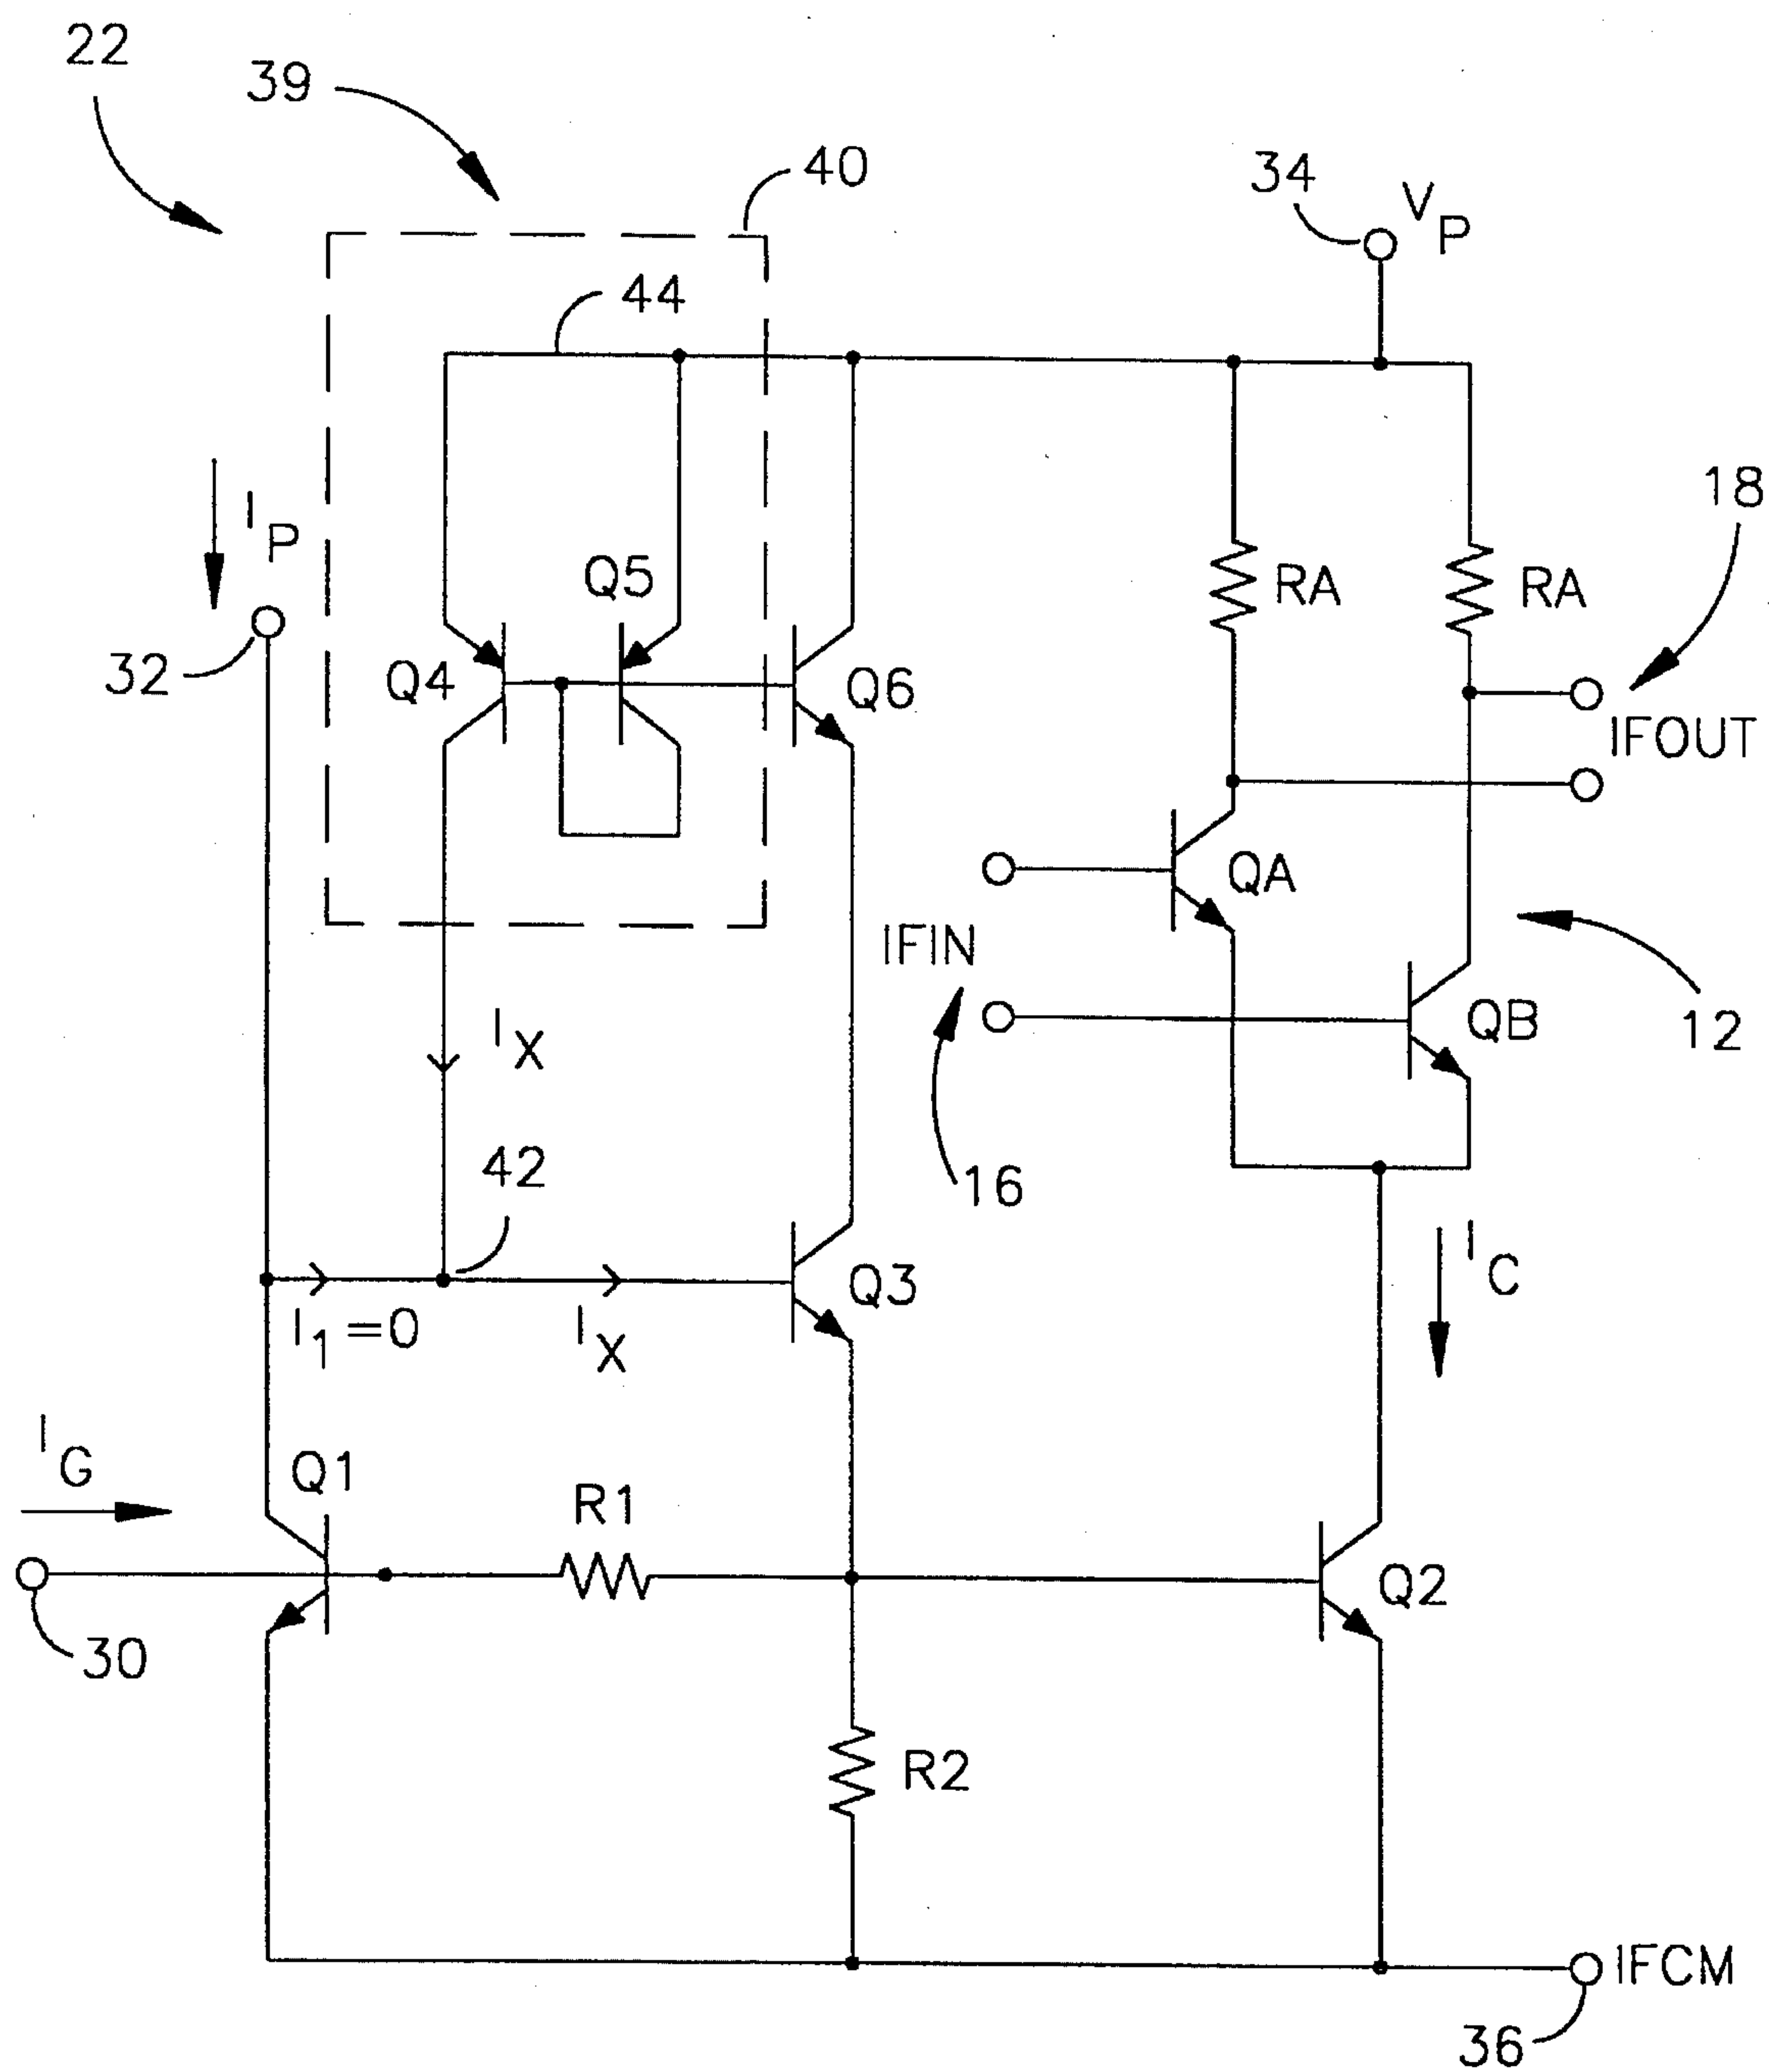 22
39
40
34
VP
44
18
IP
Q5
RA
RA
32
Q4
Q6
IFOUT
QA
IFIN
QB
12
IX
42
16
IC
Q3
I1=0
IX
IG
Q1
R1
Q2
30
R2
IFCM
36